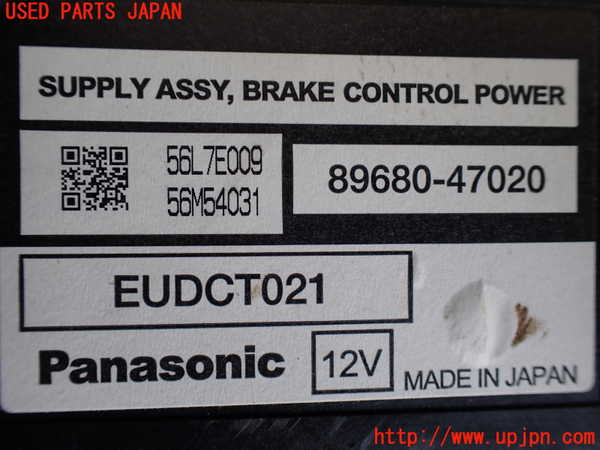 USED PARTS JAPAN
SUPPLY ASSY, BRAKE CONTROL POWER
56L7E009
56M54031
89680-47020
EUDCT021
Panasonic
12V
MADE IN JAPAN
http://www.upjpn.com/